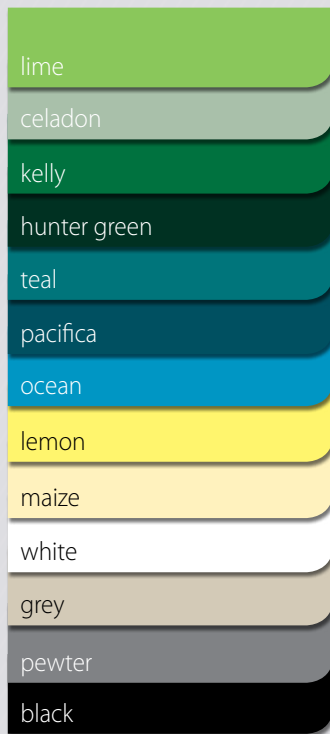 lime
celadon
kelly
hunter green
teal
pacifica
ocean
lemon
maize
white
grey
pewter
black